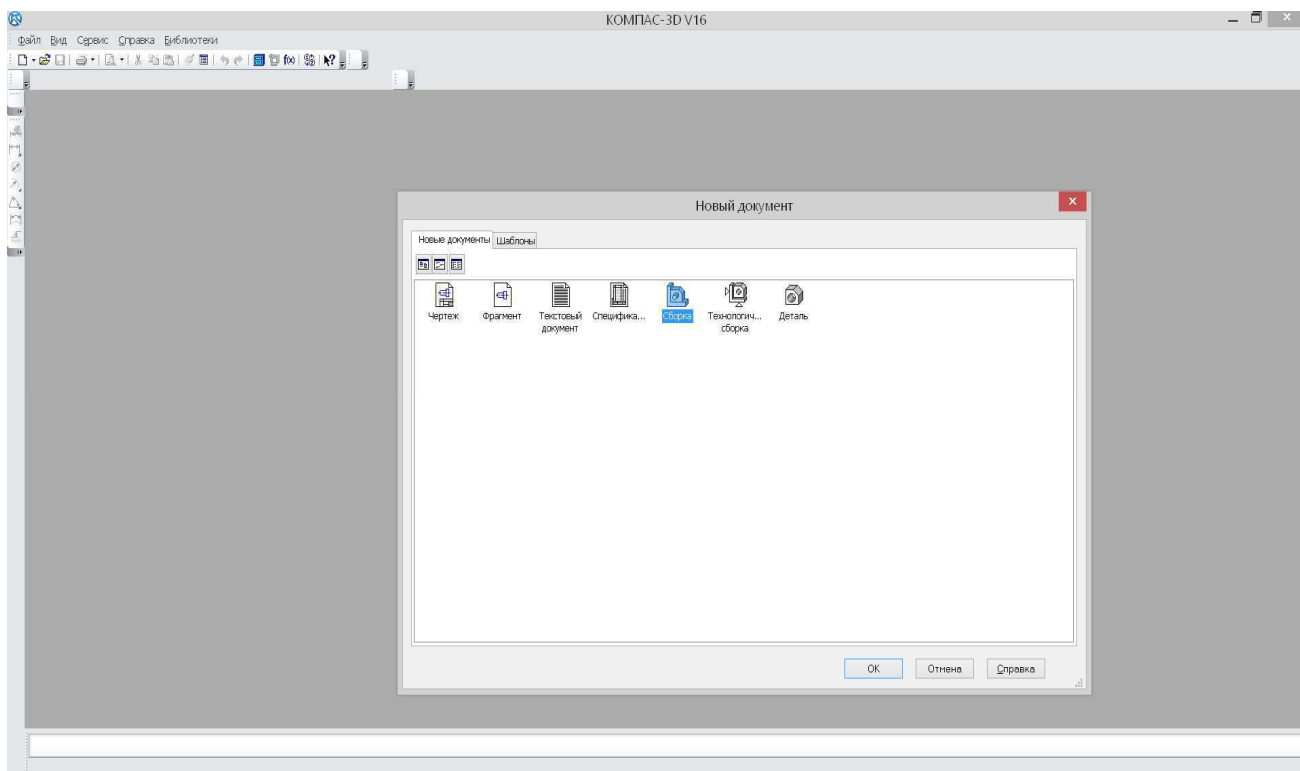 КОМПАС-3D V16
Файл Вид Сервис Справка Библиотеки
f(x)
Новый документ
Новые документы Шаблоны
Чертеж Фрагмент Текстовый документ Специфика... Сборка Технологич... сборка Деталь
ОК Отмена Справка